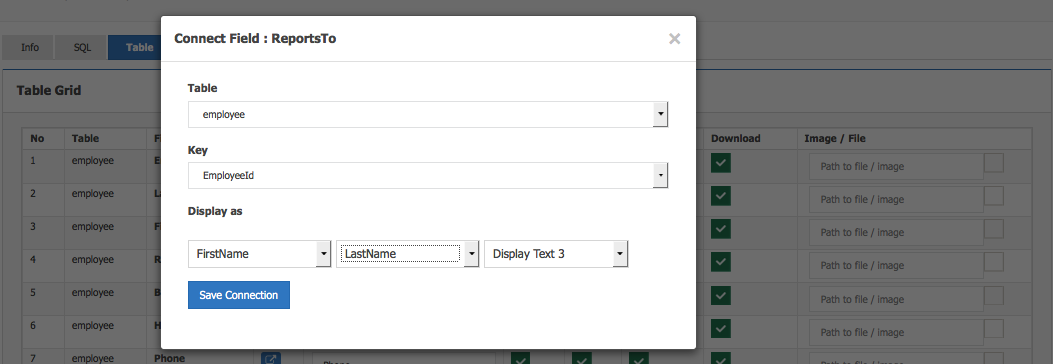 Connect Field : ReportsTo
×
Info SQL Table
Table
employee
Key
EmployeeId
Display as
FirstName LastName Display Text 3
Save Connection
Table Grid
No Table Download Image / File
1 employee Path to file / image
2 employee Path to file / image
3 employee Path to file / image
4 employee Path to file / image
5 employee Path to file / image
6 employee Path to file / image
7 employee Phone Phone